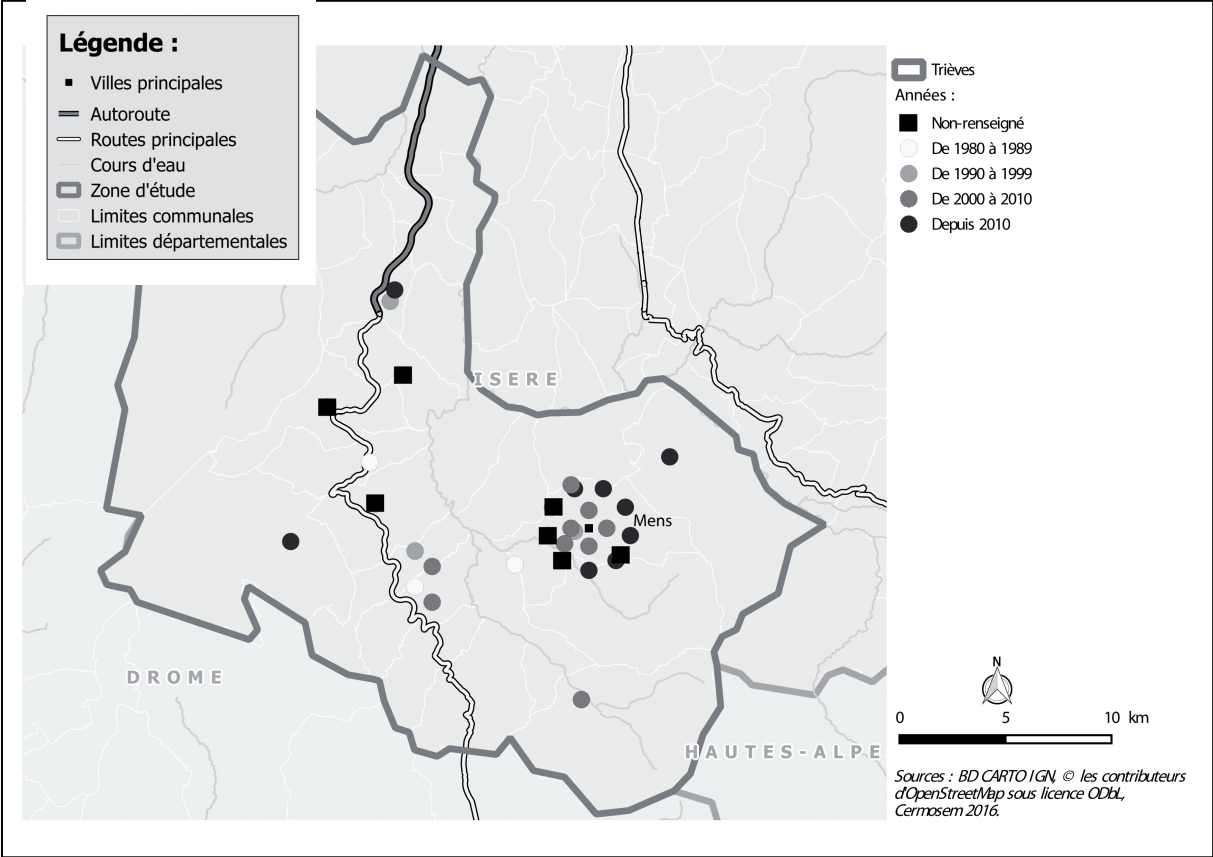 Légende :
Villes principales
Autoroute
Routes principales
Cours d'eau
Zone d'étude
Limites communales
Limites départementales
Trièves
Années :
Non-renseigné
De 1980 à 1989
De 1990 à 1999
De 2000 à 2010
Depuis 2010
ISERE
Mens
DROME
HAUTES-ALPE
N
0 5 10 km
Sources : BD CARTO IGN, © les contributeurs
d'OpenStreetMap sous licence ODbL,
Cermosem 2016.